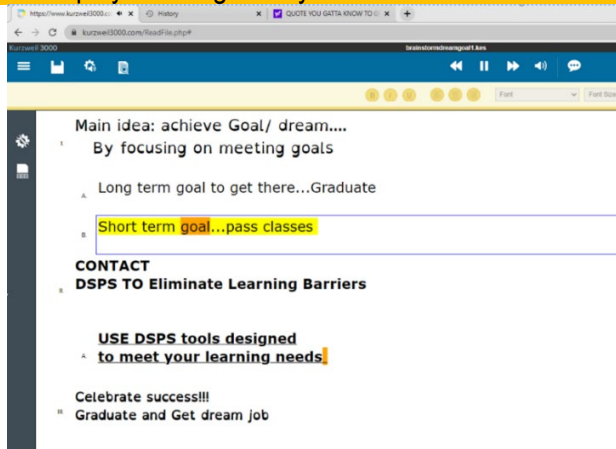 https://www.kurzweil3000.c
History
QUOTE YOU GATTA KNOW TO
kurzweil3000.com/ReadFile.php#
Kurzweil 3000
brainstormdreamgoal1.kes
Font
Font Size
Main idea: achieve Goal/ dream....
By focusing on meeting goals
A. Long term goal to get there...Graduate
B. Short term goal...pass classes
CONTACT
DSPS TO Eliminate Learning Barriers
USE DSPS tools designed
to meet your learning needs
Celebrate success!!!
Graduate and Get dream job